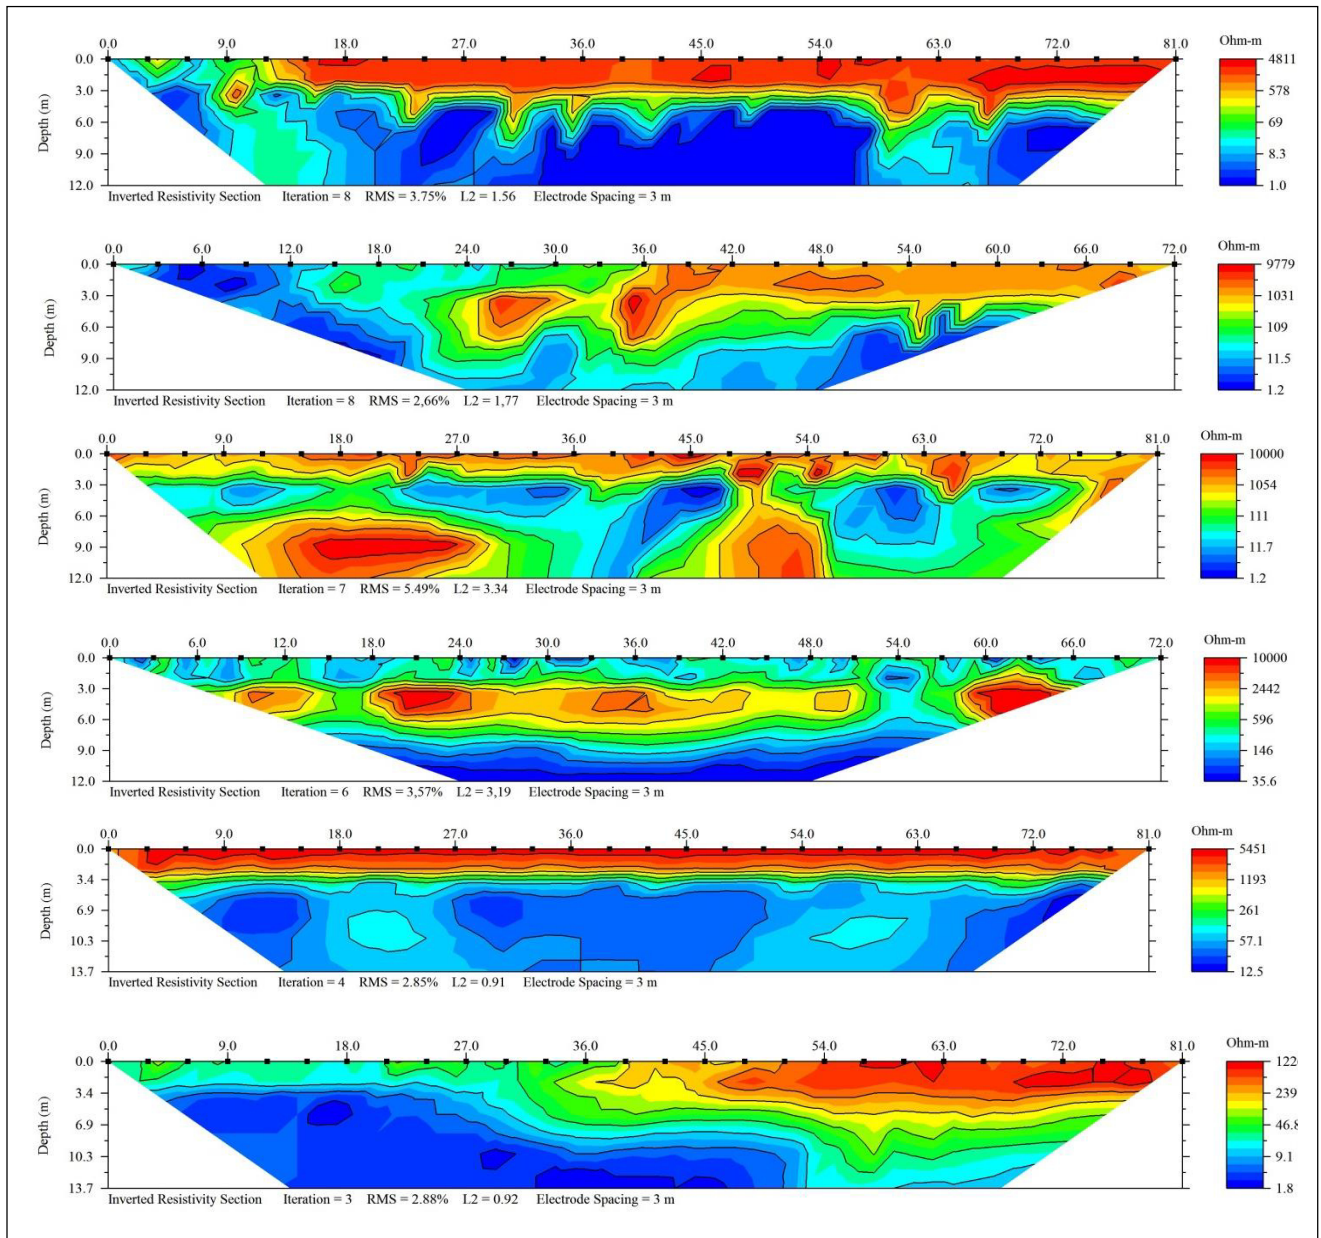 0.0 9.0 18.0 27.0 36.0 45.0 54.0 63.0 72.0 81.0 Ohm-m
0.0 4811
3.0 578
6.0 69
9.0 8.3
12.0 1.0
Depth (m)
Inverted Resistivity Section Iteration = 8 RMS = 3.75% L2 = 1.56 Electrode Spacing = 3 m
0.0 6.0 12.0 18.0 24.0 30.0 36.0 42.0 48.0 54.0 60.0 66.0 72.0 Ohm-m
0.0 9779
3.0 1031
6.0 109
9.0 11.5
12.0 1.2
Depth (m)
Inverted Resistivity Section Iteration = 8 RMS = 2,66% L2 = 1,77 Electrode Spacing = 3 m
0.0 9.0 18.0 27.0 36.0 45.0 54.0 63.0 72.0 81.0 Ohm-m
0.0 10000
3.0 1054
6.0 111
9.0 11.7
12.0 1.2
Depth (m)
Inverted Resistivity Section Iteration = 7 RMS = 5.49% L2 = 3.34 Electrode Spacing = 3 m
0.0 6.0 12.0 18.0 24.0 30.0 36.0 42.0 48.0 54.0 60.0 66.0 72.0 Ohm-m
0.0 10000
3.0 2442
6.0 596
9.0 146
12.0 35.6
Depth (m)
Inverted Resistivity Section Iteration = 6 RMS = 3,57% L2 = 3,19 Electrode Spacing = 3 m
0.0 9.0 18.0 27.0 36.0 45.0 54.0 63.0 72.0 81.0 Ohm-m
0.0 5451
3.4 1193
6.9 261
10.3 57.1
13.7 12.5
Depth (m)
Inverted Resistivity Section Iteration = 4 RMS = 2.85% L2 = 0.91 Electrode Spacing = 3 m
0.0 9.0 18.0 27.0 36.0 45.0 54.0 63.0 72.0 81.0 Ohm-m
0.0 122
3.4 239
6.9 46.8
10.3 9.1
13.7 1.8
Depth (m)
Inverted Resistivity Section Iteration = 3 RMS = 2.88% L2 = 0.92 Electrode Spacing = 3 m